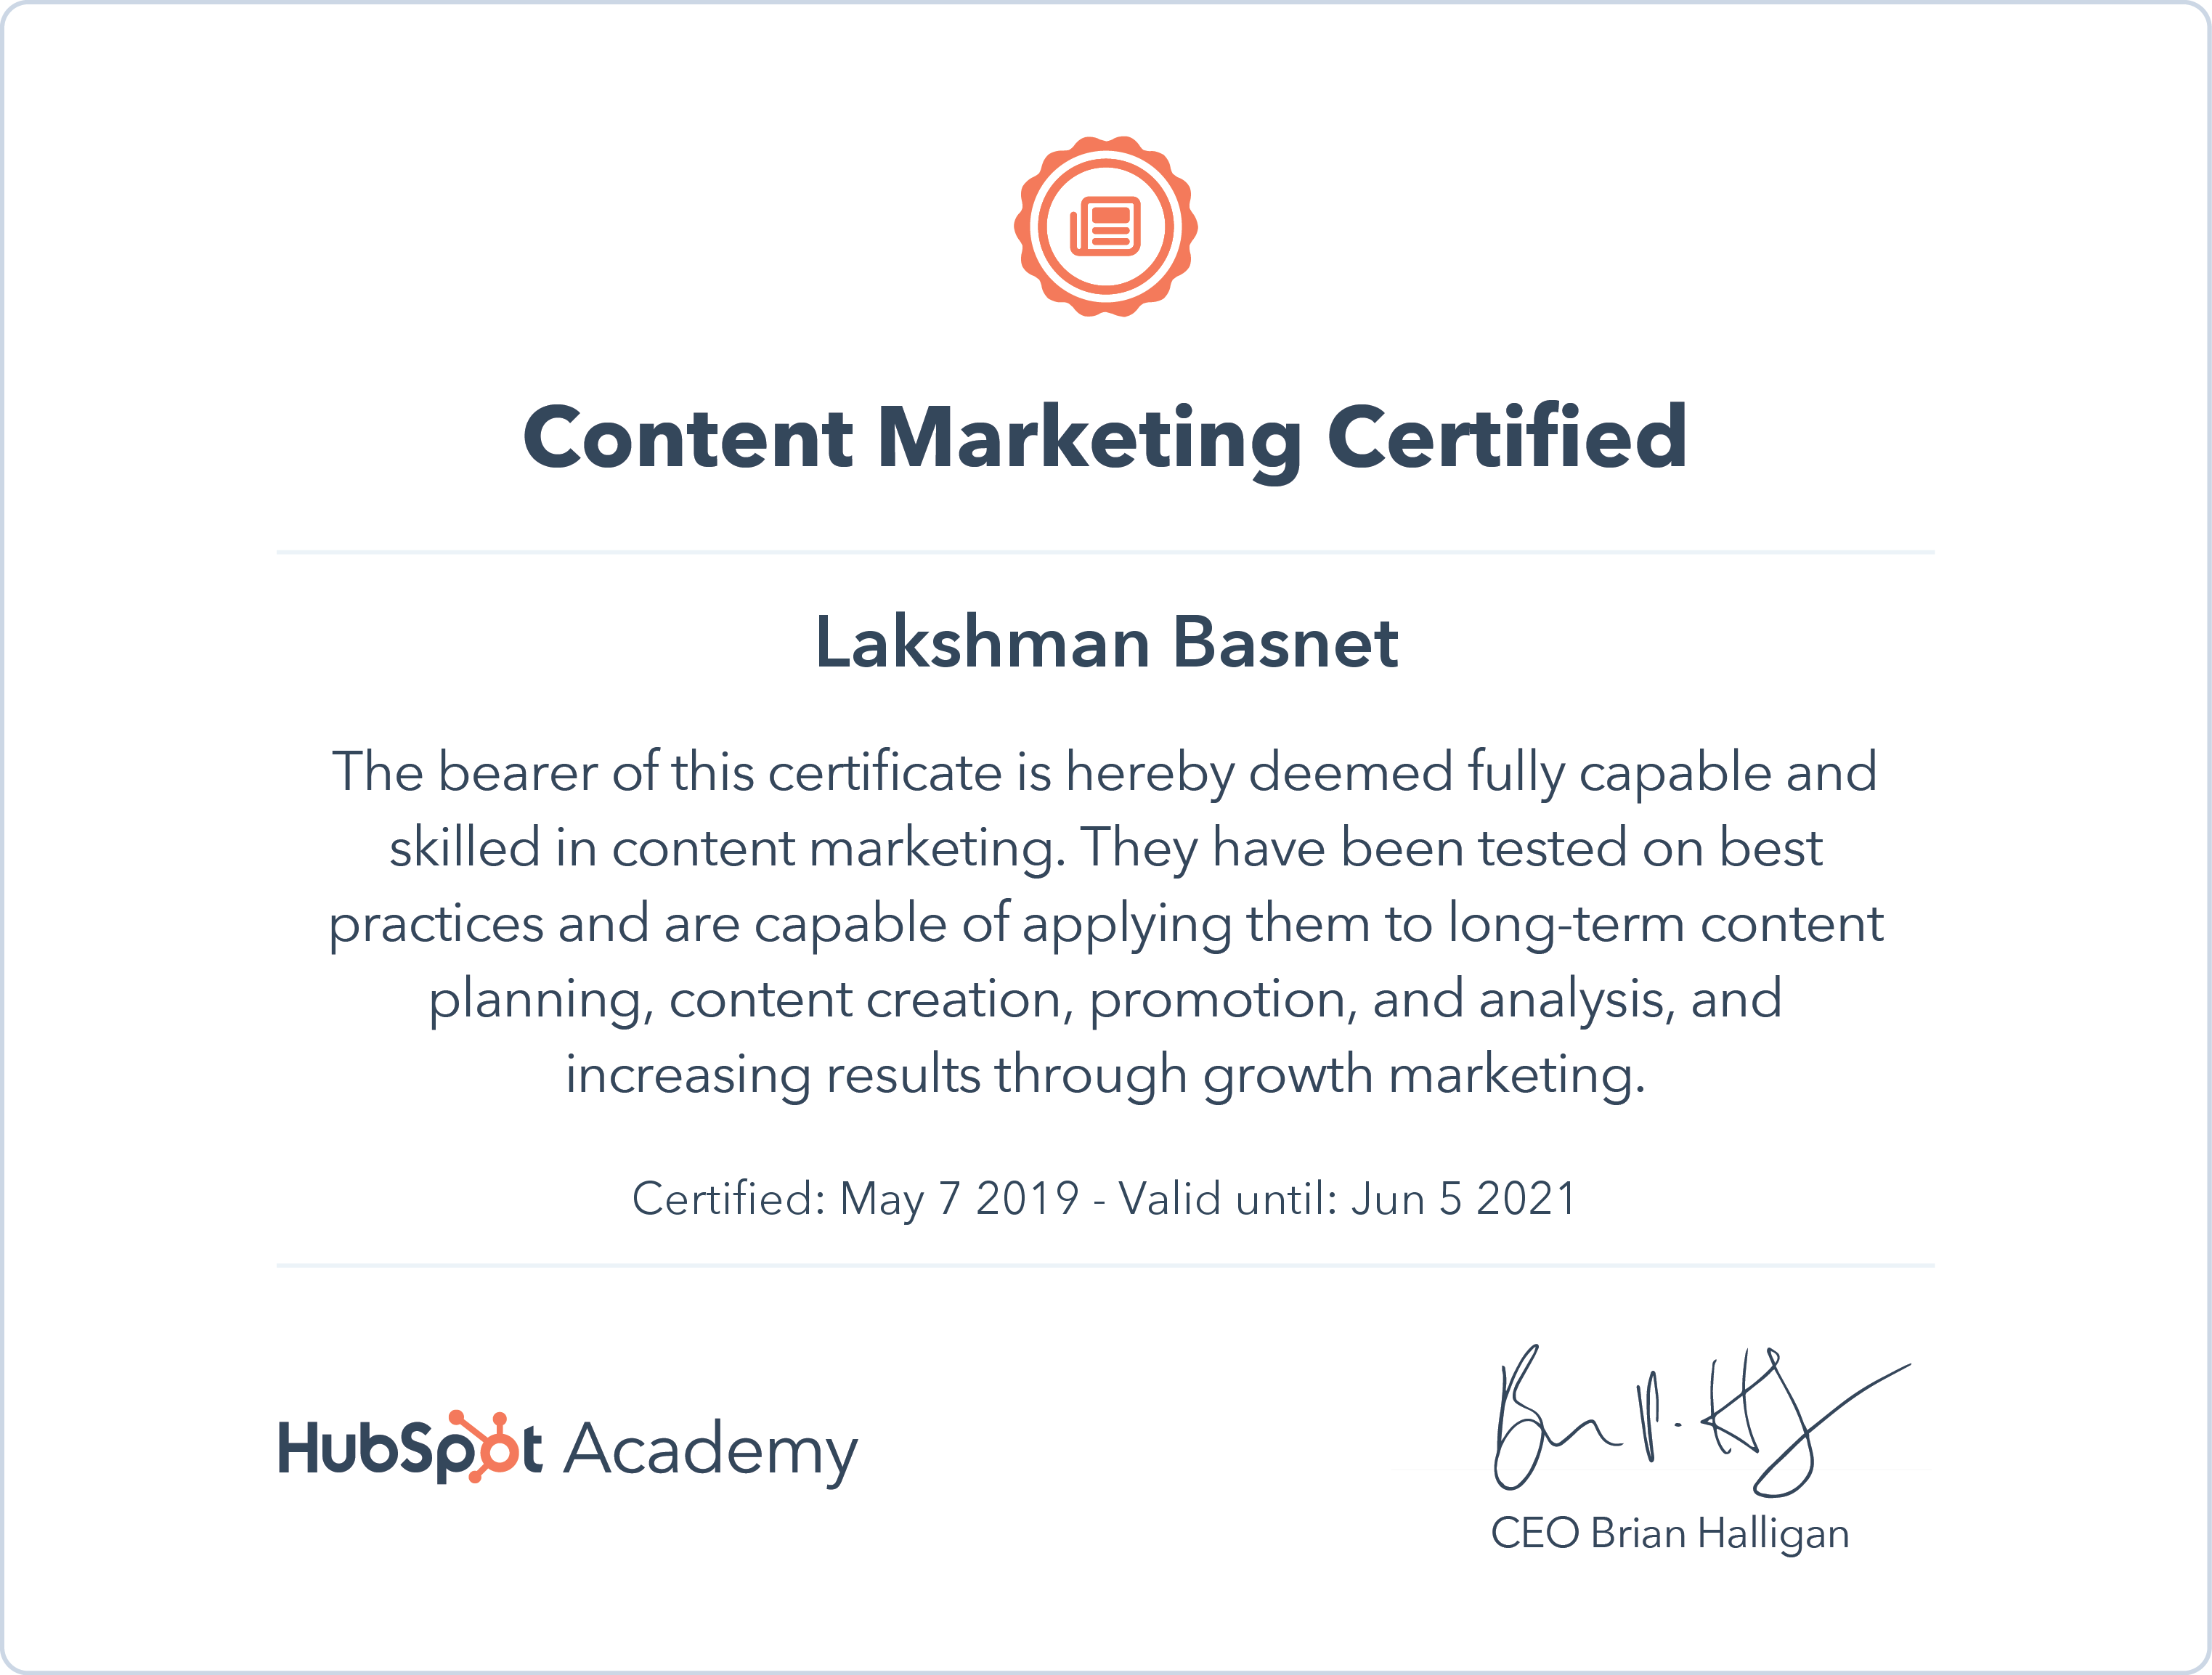 Content Marketing Certified
Lakshman Basnet
The bearer of this certificate is hereby deemed fully capable and
skilled in content marketing. They have been tested on best
practices and are capable of applying them to long-term content
planning, content creation, promotion, and analysis, and
increasing results through growth marketing.
Certified: May 7 2019 - Valid until: Jun 5 2021
HubSpot Academy
CEO Brian Halligan